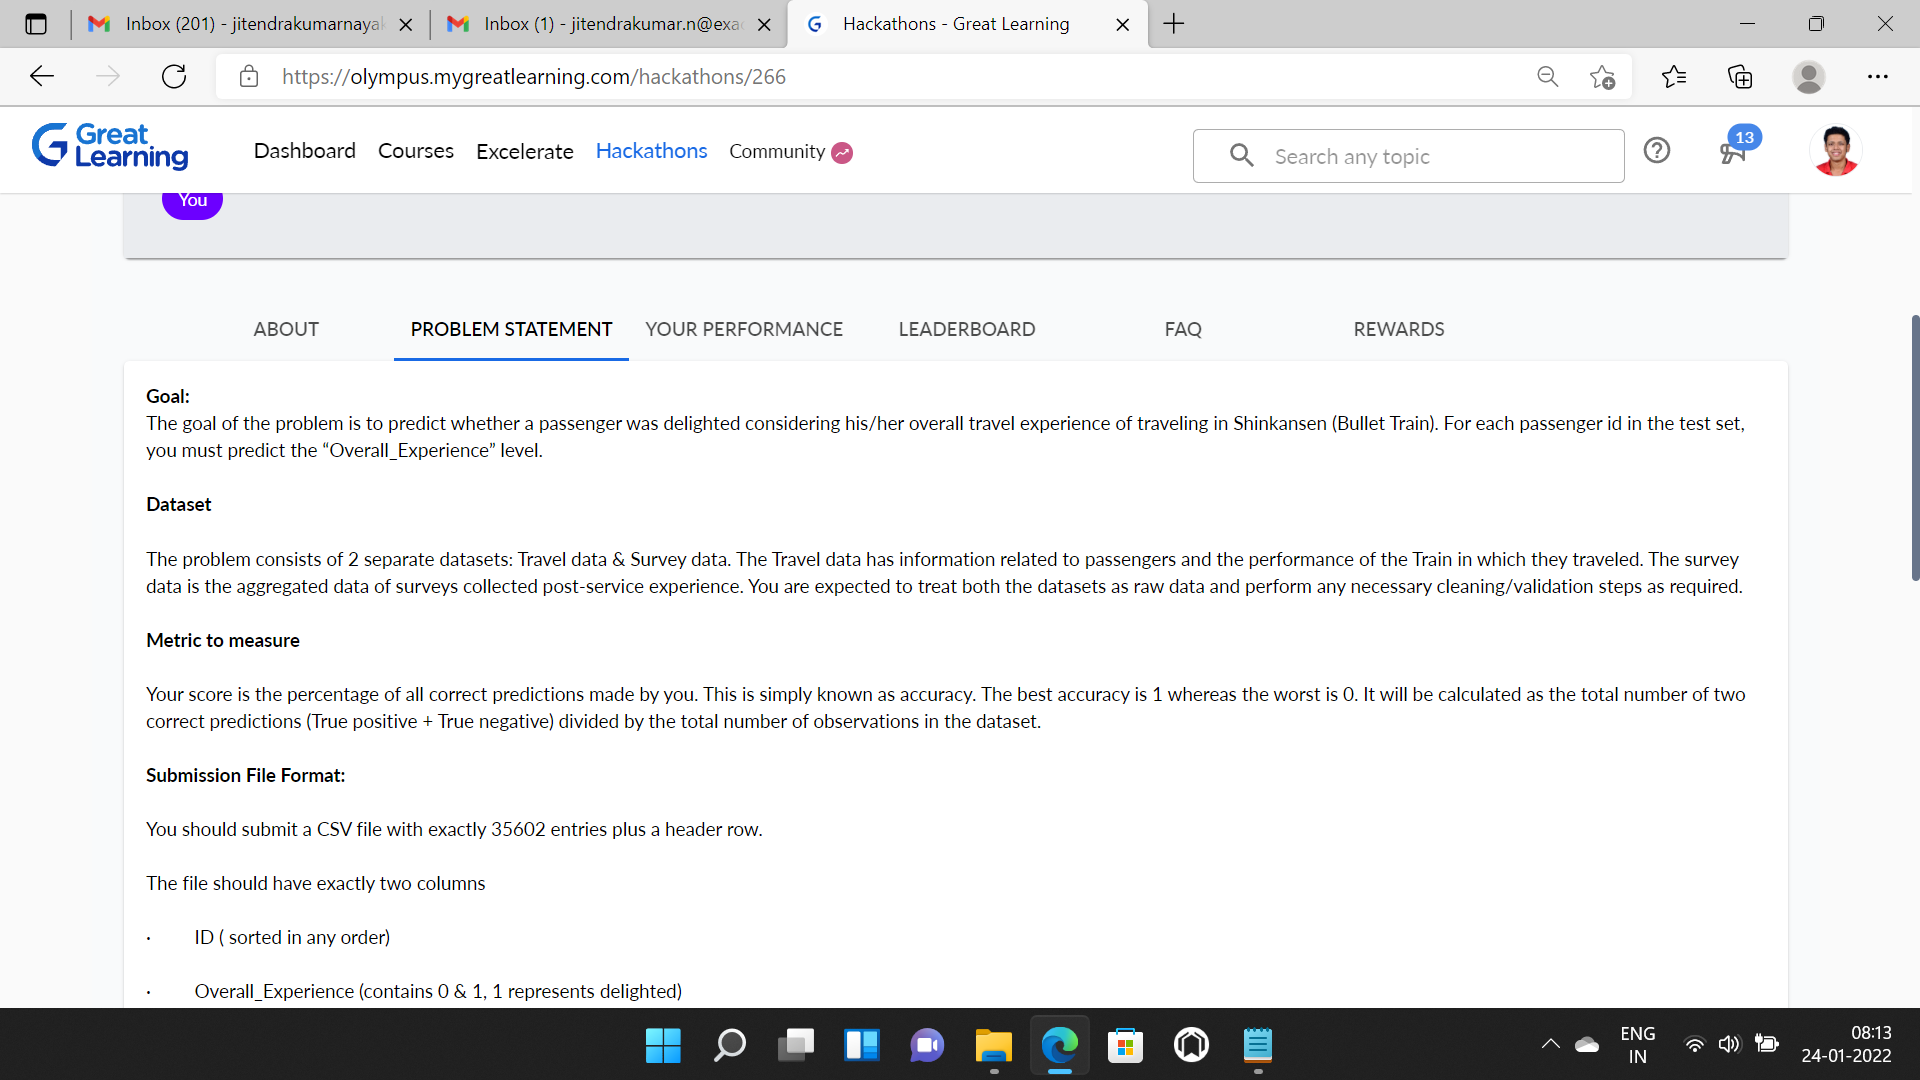 Inbox (201) - jitendrakumarnayak
Inbox (1) - jitendrakumar.n@exa
Hackathons - Great Learning
https://olympus.mygreatlearning.com/hackathons/266
Great
Learning
Dashboard
Courses
Excelerate
Hackathons
Community
Search any topic
13
You
ABOUT
PROBLEM STATEMENT
YOUR PERFORMANCE
LEADERBOARD
FAQ
REWARDS
Goal:
The goal of the problem is to predict whether a passenger was delighted considering his/her overall travel experience of traveling in Shinkansen (Bullet Train). For each passenger id in the test set,
you must predict the “Overall_Experience” level.
Dataset
The problem consists of 2 separate datasets: Travel data & Survey data. The Travel data has information related to passengers and the performance of the Train in which they traveled. The survey
data is the aggregated data of surveys collected post-service experience. You are expected to treat both the datasets as raw data and perform any necessary cleaning/validation steps as required.
Metric to measure
Your score is the percentage of all correct predictions made by you. This is simply known as accuracy. The best accuracy is 1 whereas the worst is 0. It will be calculated as the total number of two
correct predictions (True positive + True negative) divided by the total number of observations in the dataset.
Submission File Format:
You should submit a CSV file with exactly 35602 entries plus a header row.
The file should have exactly two columns
· ID ( sorted in any order)
· Overall_Experience (contains 0 & 1, 1 represents delighted)
ENG
IN
08:13
24-01-2022